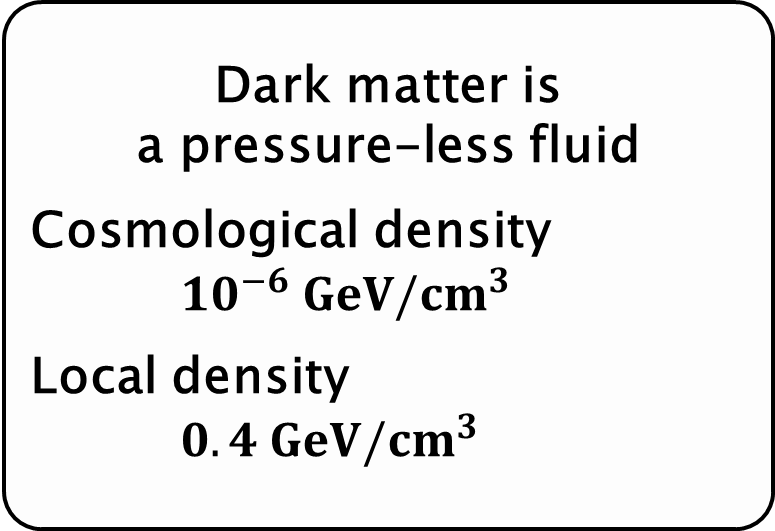 Dark matter is
a pressure-less fluid
Cosmological density
10⁻⁶ GeV/cm³
Local density
0.4 GeV/cm³